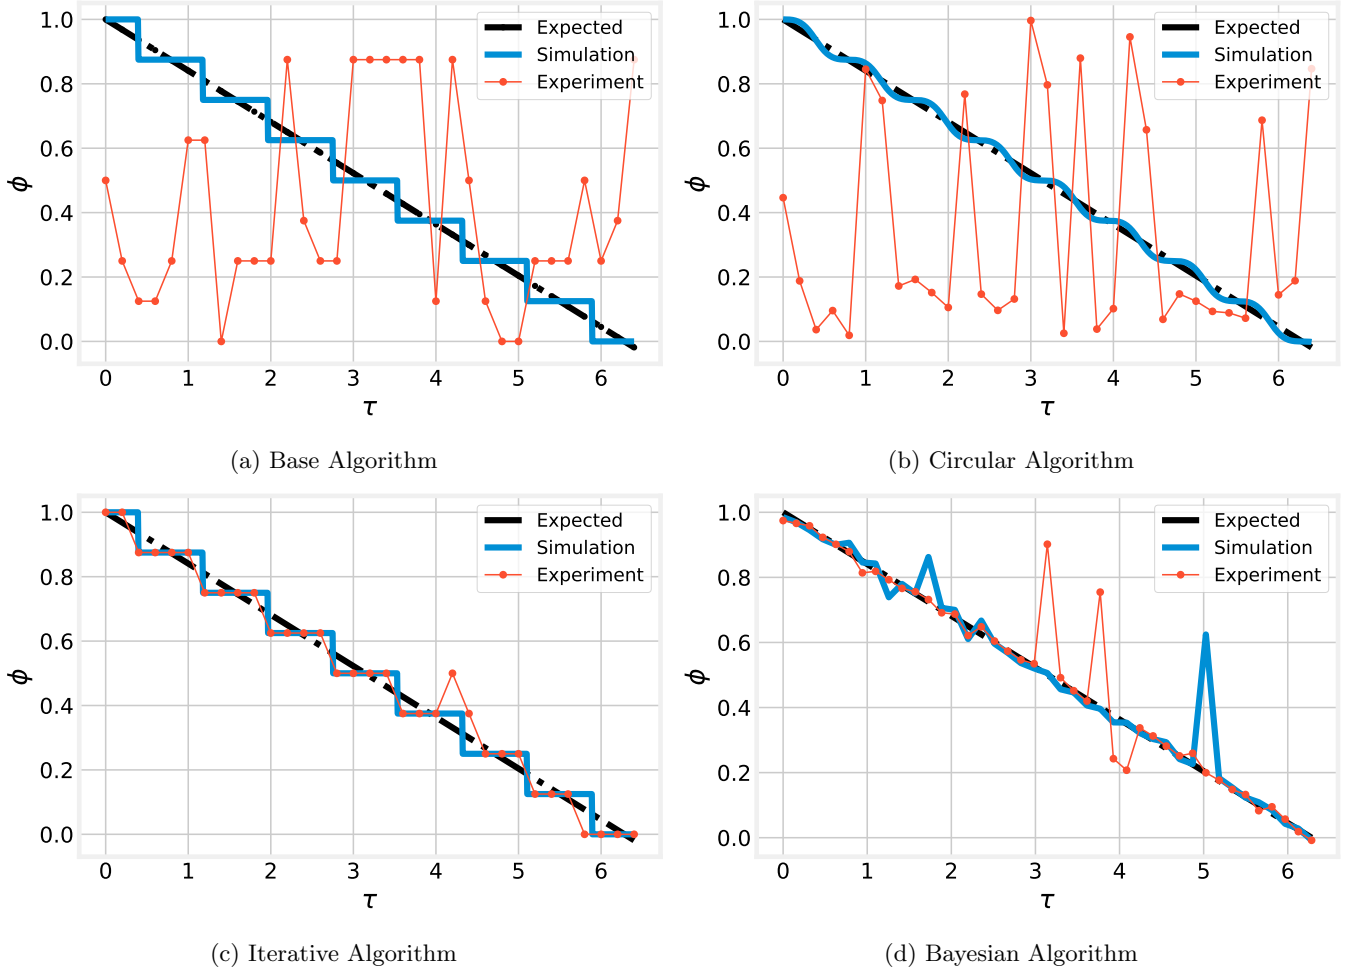 1.0
0.8
0.6
0.4
0.2
0.0
ϕ
0 1 2 3 4 5 6
τ
Expected
Simulation
Experiment
(a) Base Algorithm
1.0
0.8
0.6
0.4
0.2
0.0
ϕ
0 1 2 3 4 5 6
τ
Expected
Simulation
Experiment
(b) Circular Algorithm
1.0
0.8
0.6
0.4
0.2
0.0
ϕ
0 1 2 3 4 5 6
τ
Expected
Simulation
Experiment
(c) Iterative Algorithm
1.0
0.8
0.6
0.4
0.2
0.0
ϕ
0 1 2 3 4 5 6
τ
Expected
Simulation
Experiment
(d) Bayesian Algorithm